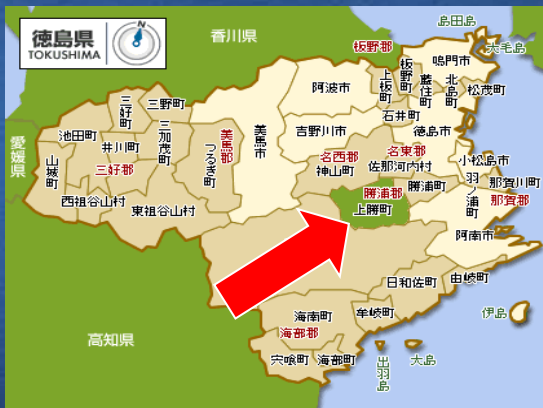 徳島県
TOKUSHIMA
N
香川県
島田島
大毛島
板野郡
鳴門市
板野町
上板町
藍住町
北島町
松茂町
阿波市
石井町
徳島市
吉野川市
三好町
三野町
美馬郡
美馬市
池田町
井川町
三加茂町
つるぎ町
愛媛県
山城町
三好郡
名西郡
名東郡
神山町
佐那河内村
小松島市
勝浦郡
勝浦町
羽ノ浦町
那賀川町
那賀郡
上勝町
西祖谷山村
東祖谷山村
阿南市
日和佐町
由岐町
海南町
牟岐町
伊島
海部郡
高知県
宍喰町
海部町
出羽島
大島